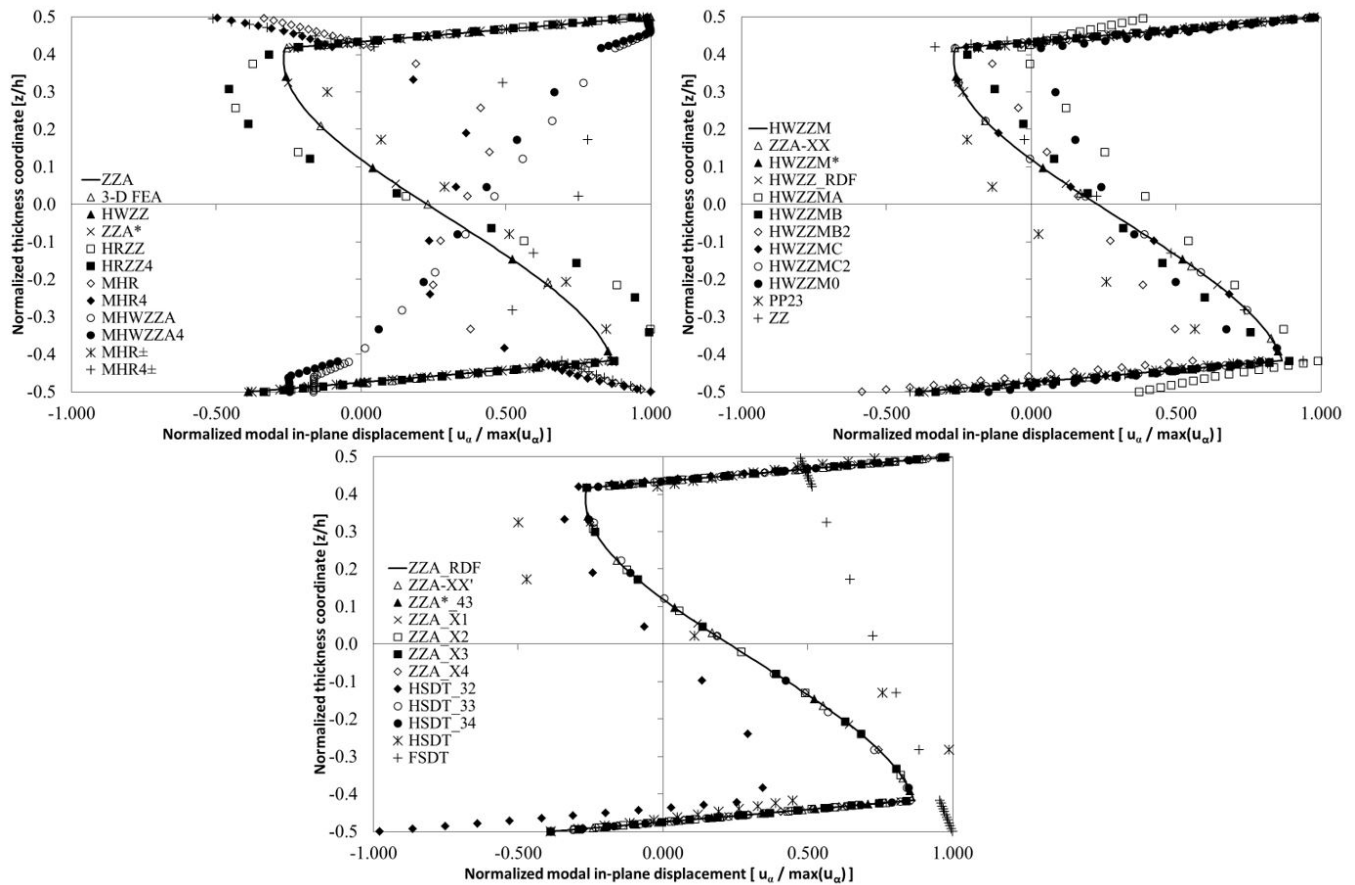 Normalized thickness coordinate [z/h]
0.5
0.4
0.3
0.2
0.1
0.0
-0.1
-0.2
-0.3
-0.4
-0.5
ZZA
3-D FEA
HWZZ
ZZA*
HRZZ
HRZZ4
MHR
MHR4
MHWZZA
MHWZZA4
MHR±
MHR4±
-1.000 -0.500 0.000 0.500 1.000
Normalized modal in-plane displacement [ uα / max(uα) ]
Normalized thickness coordinate [z/h]
0.5
0.4
0.3
0.2
0.1
0.0
-0.1
-0.2
-0.3
-0.4
-0.5
HWZZM
ZZA-XX
HWZZM*
HWZZ_RDF
HWZZMA
HWZZMB
HWZZMB2
HWZZMC
HWZZMC2
HWZZM0
PP23
ZZ
-1.000 -0.500 0.000 0.500 1.000
Normalized modal in-plane displacement [ uα / max(uα) ]
Normalized thickness coordinate [z/h]
0.5
0.4
0.3
0.2
0.1
0.0
-0.1
-0.2
-0.3
-0.4
-0.5
ZZA_RDF
ZZA-XX'
ZZA*_43
ZZA_X1
ZZA_X2
ZZA_X3
ZZA_X4
HSDT_32
HSDT_33
HSDT_34
HSDT
FSDT
-1.000 -0.500 0.000 0.500 1.000
Normalized modal in-plane displacement [ uα / max(uα) ]